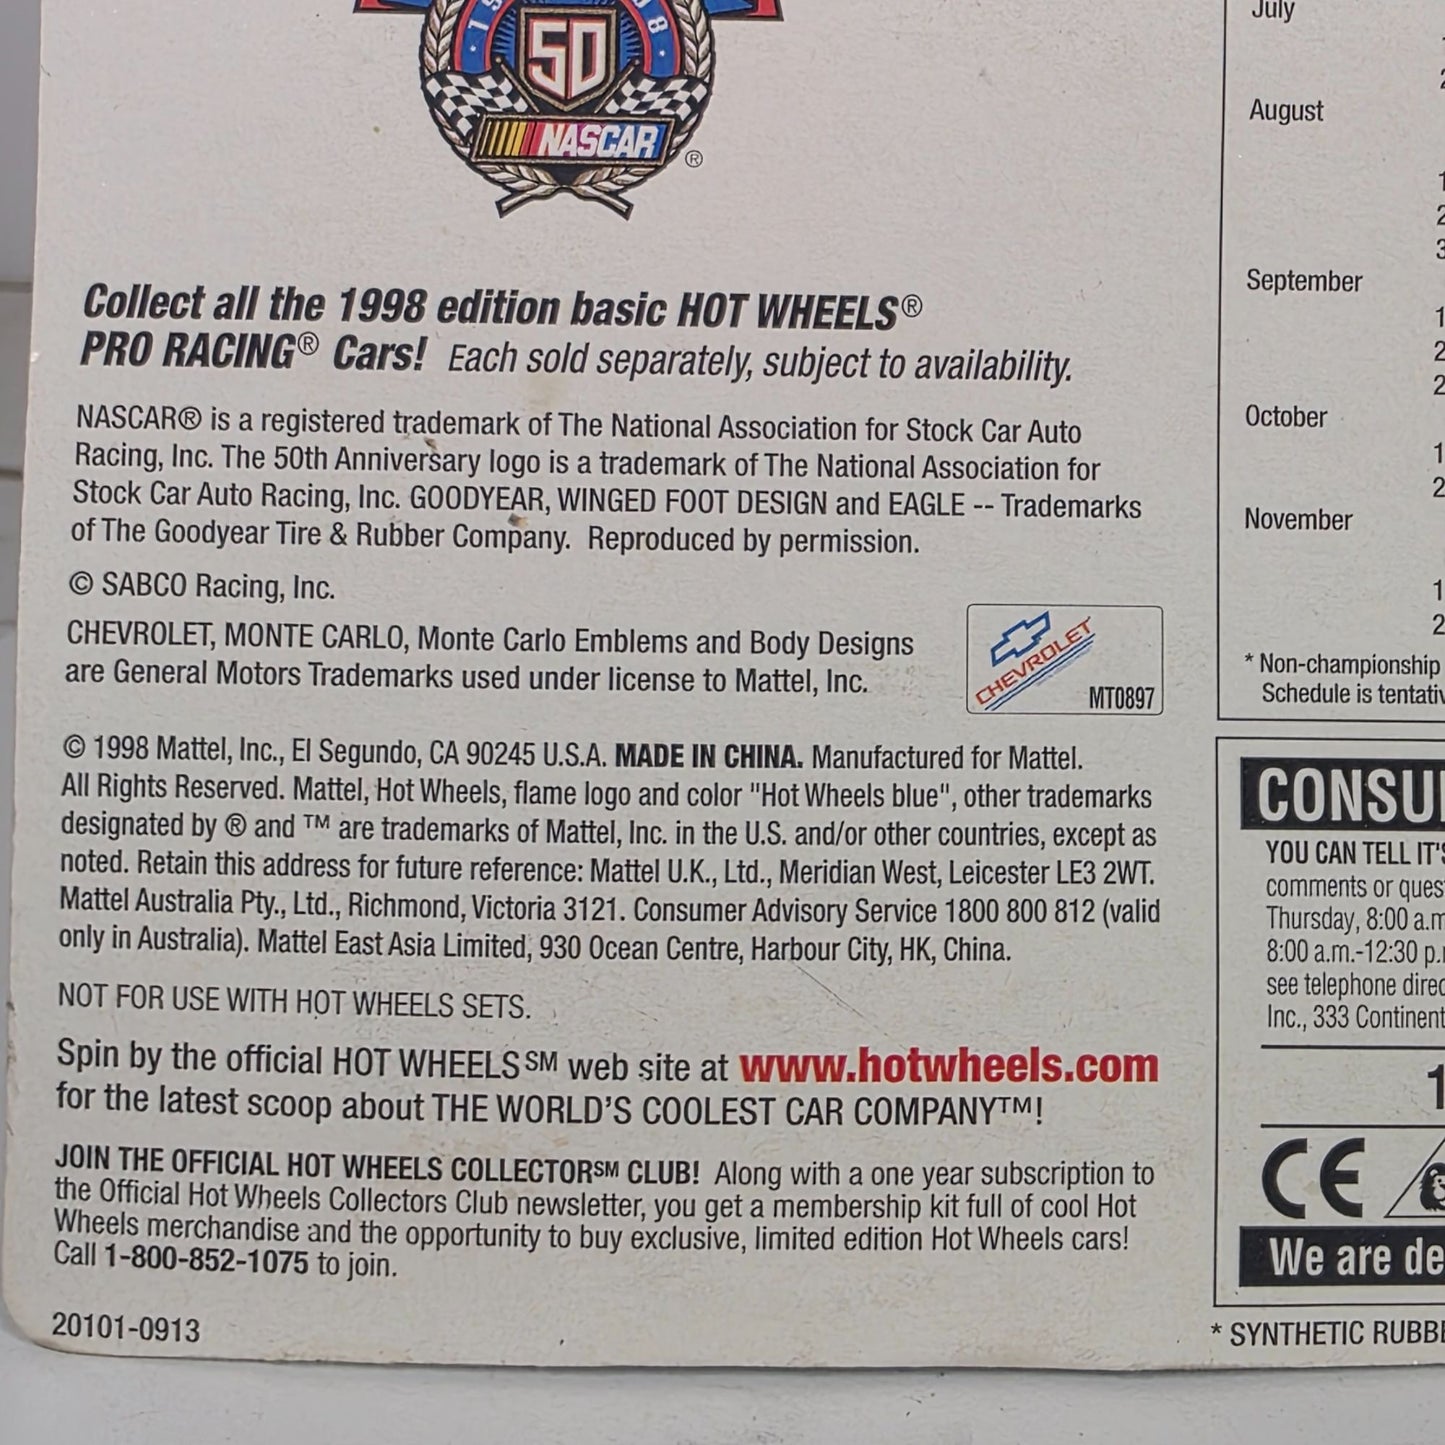 19 98
50
NASCAR ®
Collect all the 1998 edition basic HOT WHEELS®
PRO RACING® Cars! Each sold separately, subject to availability.
NASCAR® is a registered trademark of The National Association for Stock Car Auto
Racing, Inc. The 50th Anniversary logo is a trademark of The National Association for
Stock Car Auto Racing, Inc. GOODYEAR, WINGED FOOT DESIGN and EAGLE -- Trademarks
of The Goodyear Tire & Rubber Company. Reproduced by permission.
© SABCO Racing, Inc.
CHEVROLET, MONTE CARLO, Monte Carlo Emblems and Body Designs
are General Motors Trademarks used under license to Mattel, Inc.
CHEVROLET
MT0897
© 1998 Mattel, Inc., El Segundo, CA 90245 U.S.A. MADE IN CHINA. Manufactured for Mattel.
All Rights Reserved. Mattel, Hot Wheels, flame logo and color "Hot Wheels blue", other trademarks
designated by ® and ™ are trademarks of Mattel, Inc. in the U.S. and/or other countries, except as
noted. Retain this address for future reference: Mattel U.K., Ltd., Meridian West, Leicester LE3 2WT.
Mattel Australia Pty., Ltd., Richmond, Victoria 3121. Consumer Advisory Service 1800 800 812 (valid
only in Australia). Mattel East Asia Limited, 930 Ocean Centre, Harbour City, HK, China.
NOT FOR USE WITH HOT WHEELS SETS.
Spin by the official HOT WHEELS℠ web site at www.hotwheels.com
for the latest scoop about THE WORLD'S COOLEST CAR COMPANY™!
JOIN THE OFFICIAL HOT WHEELS COLLECTOR℠ CLUB! Along with a one year subscription to
the Official Hot Wheels Collectors Club newsletter, you get a membership kit full of cool Hot
Wheels merchandise and the opportunity to buy exclusive, limited edition Hot Wheels cars!
Call 1-800-852-1075 to join.
20101-0913
July
August
September
October
November
* Non-championship
Schedule is
CONSU
YOU CAN TELL IT'S
comments or
Thursday, 8:00 a.m
8:00 a.m.-12:30 p.
see telephone
Inc., 333
CE
We are
* SYNTHETIC